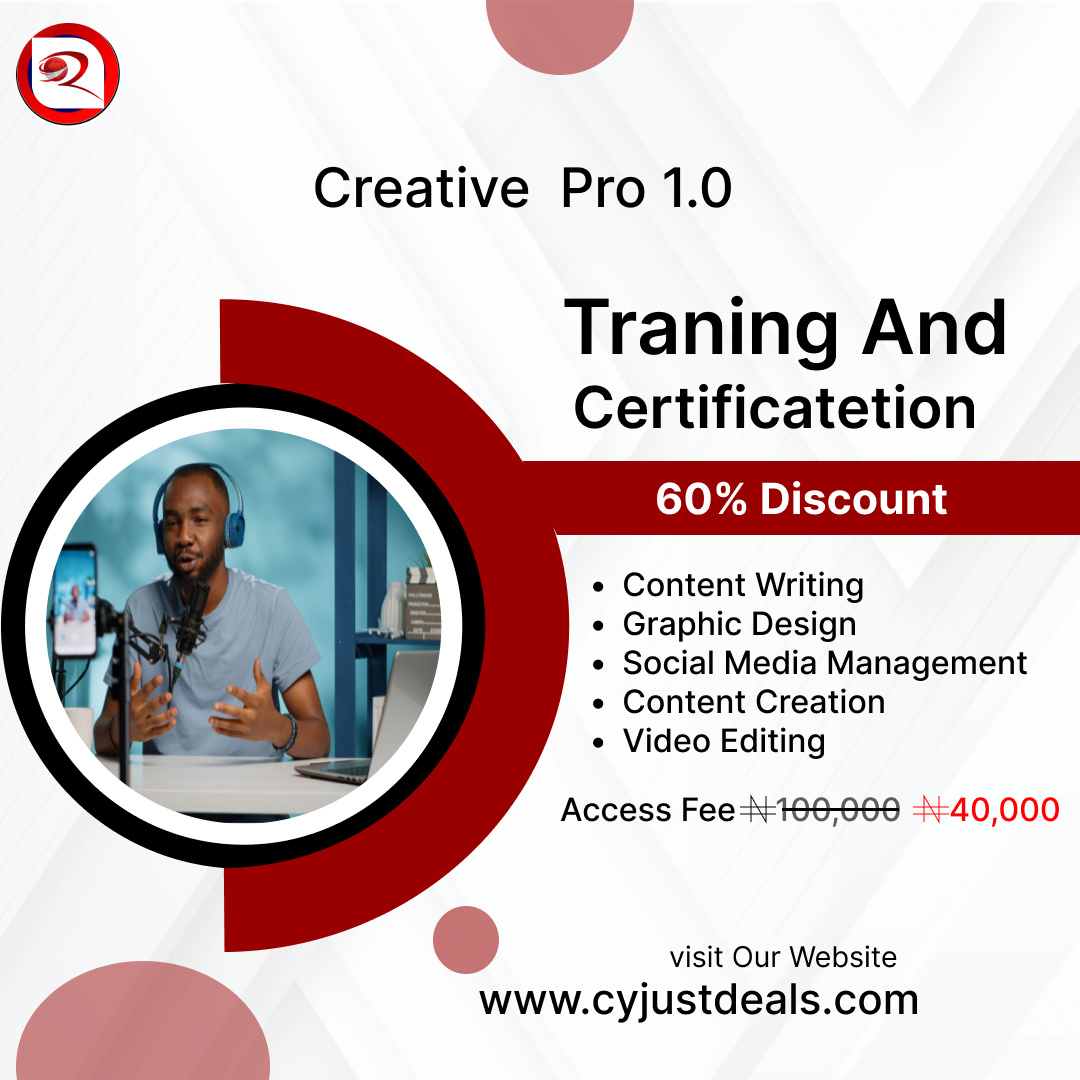 Creative Pro 1.0
Traning And
Certificatetion
60% Discount
• Content Writing
• Graphic Design
• Social Media Management
• Content Creation
• Video Editing
Access Fee ₦100,000 ₦40,000
visit Our Website
www.cyjustdeals.com